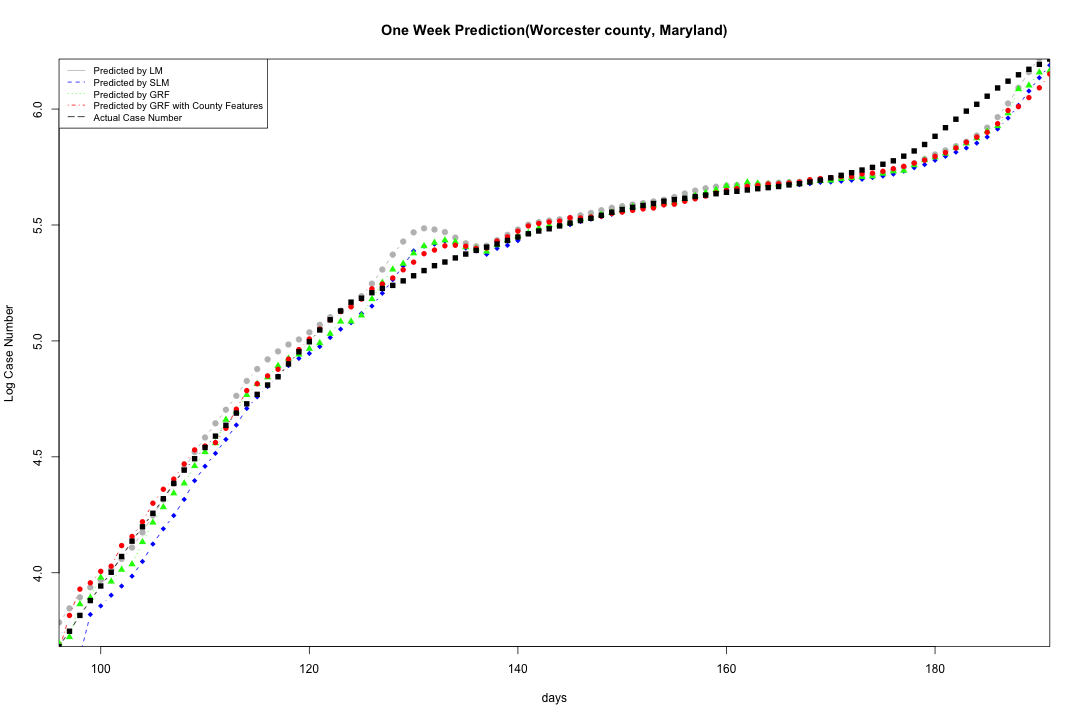 One Week Prediction(Worcester county, Maryland)
Predicted by LM
Predicted by SLM
Predicted by GRF
Predicted by GRF with County Features
Actual Case Number
Log Case Number
6.0
5.5
5.0
4.5
4.0
100 120 140 160 180
days